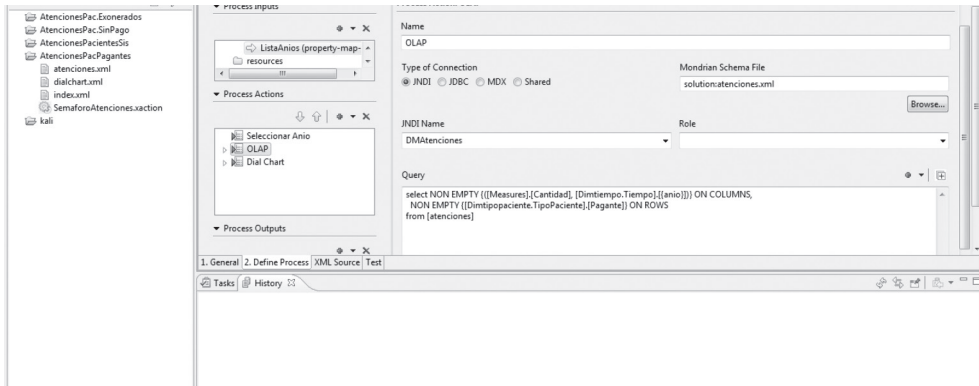 AtencionesPac.Exonerados
AtencionesPac.SinPago
AtencionesPacientesSis
AtencionesPacPagantes
atenciones.xml
dialchart.xml
index.xml
SemaforoAtenciones.xaction
kali
Process Inputs
ListaAnios (property-map-
resources
Process Actions
Seleccionar Anio
OLAP
Dial Chart
Process Outputs
Name
OLAP
Type of Connection
JNDI JDBC MDX Shared
Mondrian Schema File
solution:atenciones.xml
Browse...
JNDI Name
Role
DMAtenciones
Query
select NON EMPTY {([Measures].[Cantidad], [Dimtiempo.Tiempo].[{anio}])} ON COLUMNS,
NON EMPTY {[Dimtipopaciente.TipoPaciente].[Pagante]} ON ROWS
from [atenciones]
1. General 2. Define Process XML Source Test
Tasks History